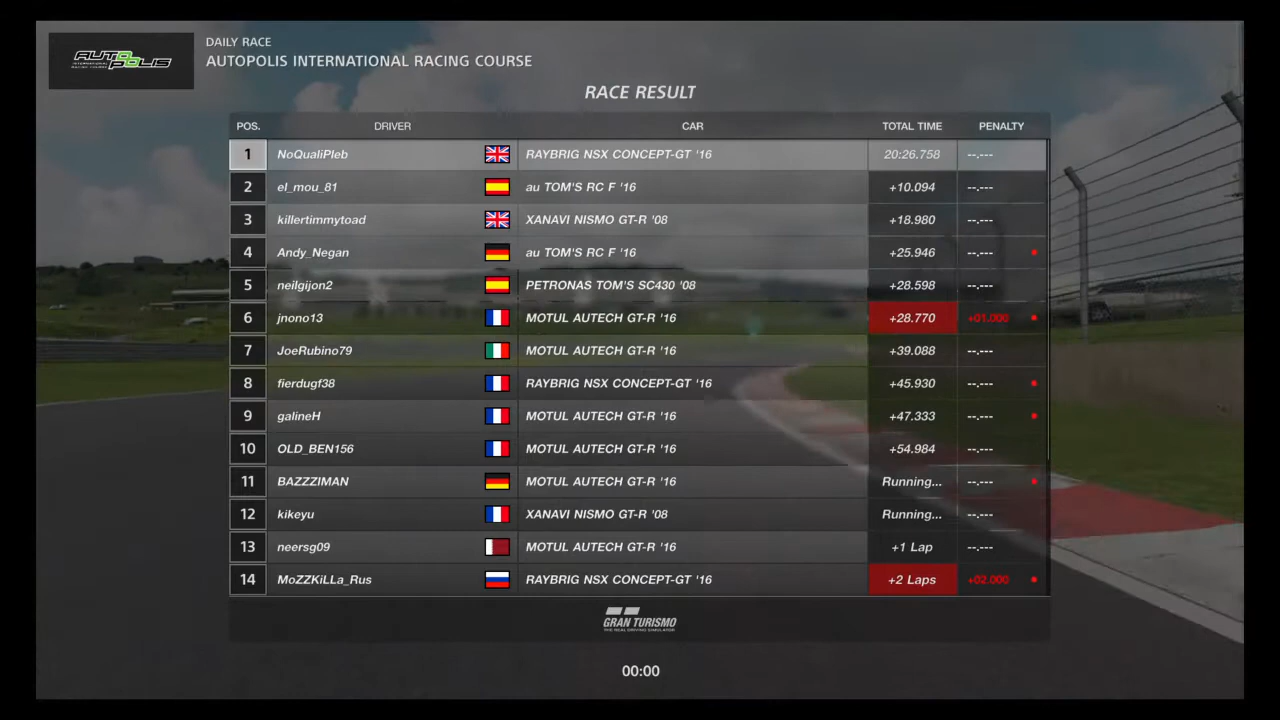 AUTOPOLIS
INTERNATIONAL RACING COURSE
DAILY RACE
AUTOPOLIS INTERNATIONAL RACING COURSE
RACE RESULT
POS. DRIVER CAR TOTAL TIME PENALTY
1 NoQualiPleb RAYBRIG NSX CONCEPT-GT '16 20:26.758 --.---
2 el_mou_81 au TOM'S RC F '16 +10.094 --.---
3 killertimmytoad XANAVI NISMO GT-R '08 +18.980 --.---
4 Andy_Negan au TOM'S RC F '16 +25.946 --.---
5 neilgijon2 PETRONAS TOM'S SC430 '08 +28.598 --.---
6 jnono13 MOTUL AUTECH GT-R '16 +28.770 +01.000
7 JoeRubino79 MOTUL AUTECH GT-R '16 +39.088 --.---
8 fierdugf38 RAYBRIG NSX CONCEPT-GT '16 +45.930 --.---
9 galineH MOTUL AUTECH GT-R '16 +47.333 --.---
10 OLD_BEN156 MOTUL AUTECH GT-R '16 +54.984 --.---
11 BAZZZIMAN MOTUL AUTECH GT-R '16 Running... --.---
12 kikeyu XANAVI NISMO GT-R '08 Running... --.---
13 neersg09 MOTUL AUTECH GT-R '16 +1 Lap --.---
14 MoZZKiLLa_Rus RAYBRIG NSX CONCEPT-GT '16 +2 Laps +02.000
GRAN TURISMO
THE REAL DRIVING SIMULATOR
00:00